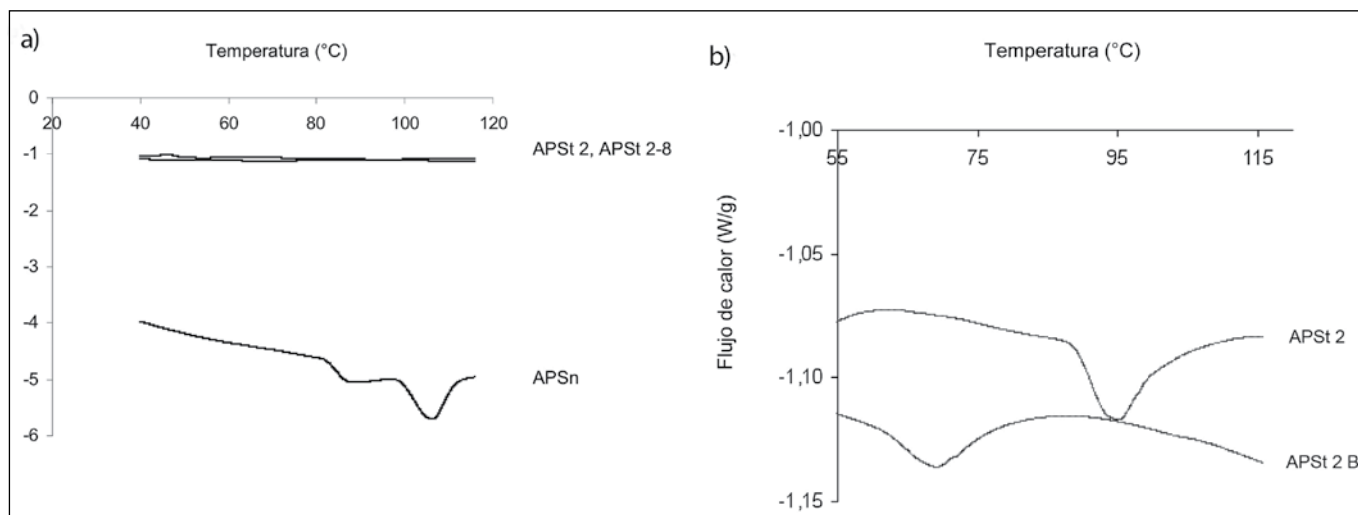 a)
Temperatura (°C)
0
20 40 60 80 100 120
-1
APSt 2, APSt 2-8
-2
-3
-4
-5
APSn
-6
b)
Temperatura (°C)
-1,00
55 75 95 115
-1,05
Flujo de calor (W/g)
APSt 2
-1,10
APSt 2 B
-1,15